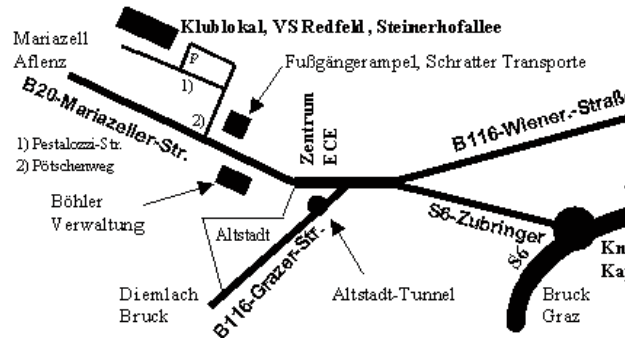 Klublokal, VS Redfeld, Steinerhofallee
Mariazell
Aflenz
P
1)
Fußgängerampel, Schratter Transporte
B20-Mariazeller-Str.
2)
Zentrum
ECE
B116-Wiener.-Straße
1) Pestalozzi-Str.
2) Pötschenweg
Böhler
Verwaltung
Altstadt
S6-Zubringer
B116-Grazer-Str.
S6
Diemlach
Bruck
Altstadt-Tunnel
Bruck
Graz